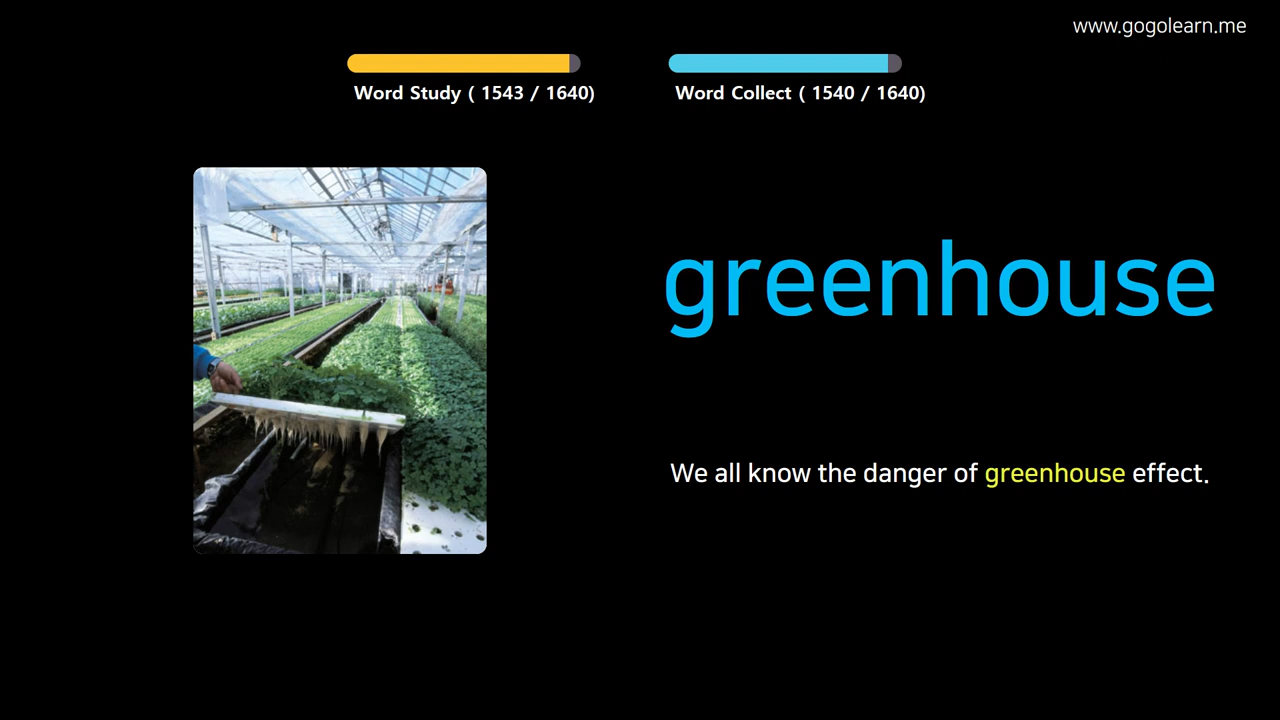 www.gogolearn.me
Word Study ( 1543 / 1640)
Word Collect ( 1540 / 1640)
greenhouse
We all know the danger of greenhouse effect.